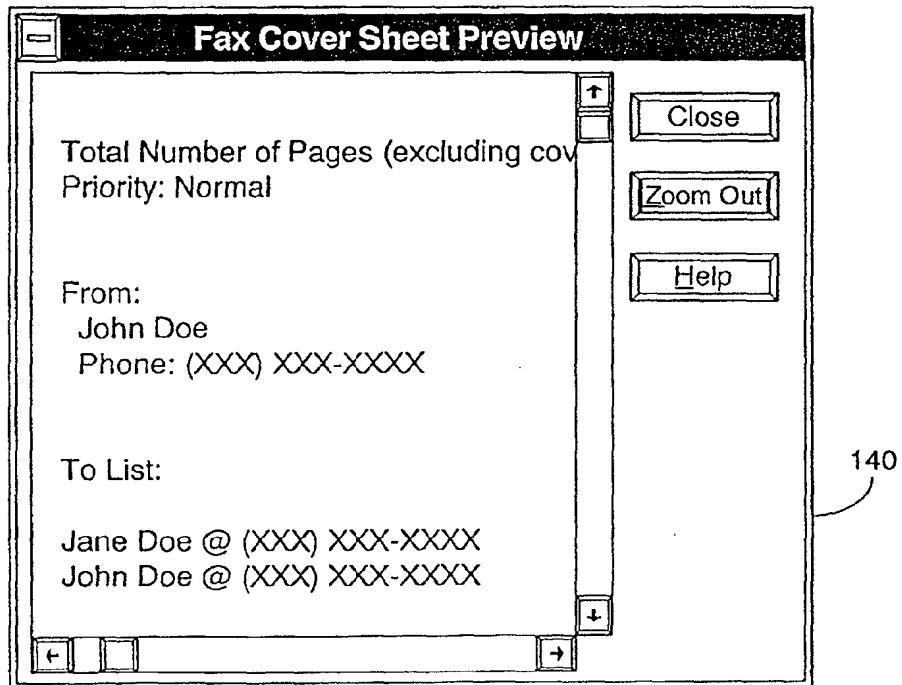 Fax Cover Sheet Preview
Total Number of Pages (excluding cov
Priority: Normal
From:
John Doe
Phone: (XXX) XXX-XXXX
To List:
Jane Doe @ (XXX) XXX-XXXX
John Doe @ (XXX) XXX-XXXX
Close
Zoom Out
Help
140